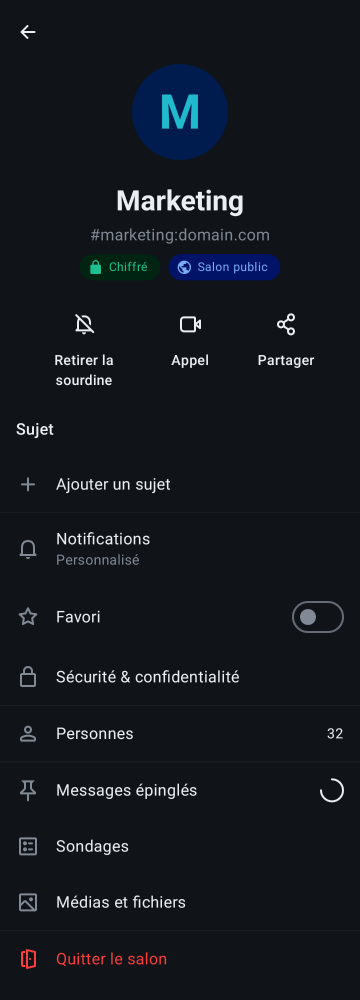 M
Marketing
#marketing:domain.com
Chiffré
Salon public
Retirer la
sourdine
Appel
Partager
Sujet
Ajouter un sujet
Notifications
Personnalisé
Favori
Sécurité & confidentialité
Personnes
32
Messages épinglés
Sondages
Médias et fichiers
Quitter le salon